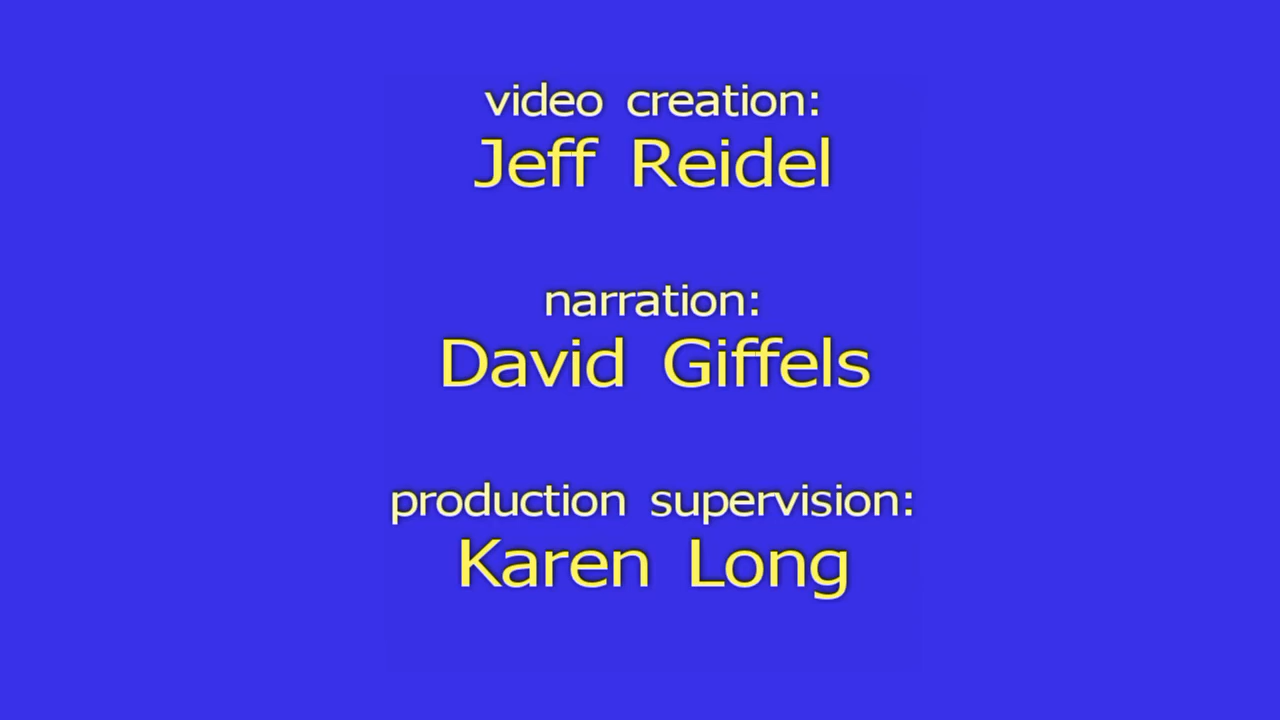 video creation:
Jeff Reidel
narration:
David Giffels
production supervision:
Karen Long